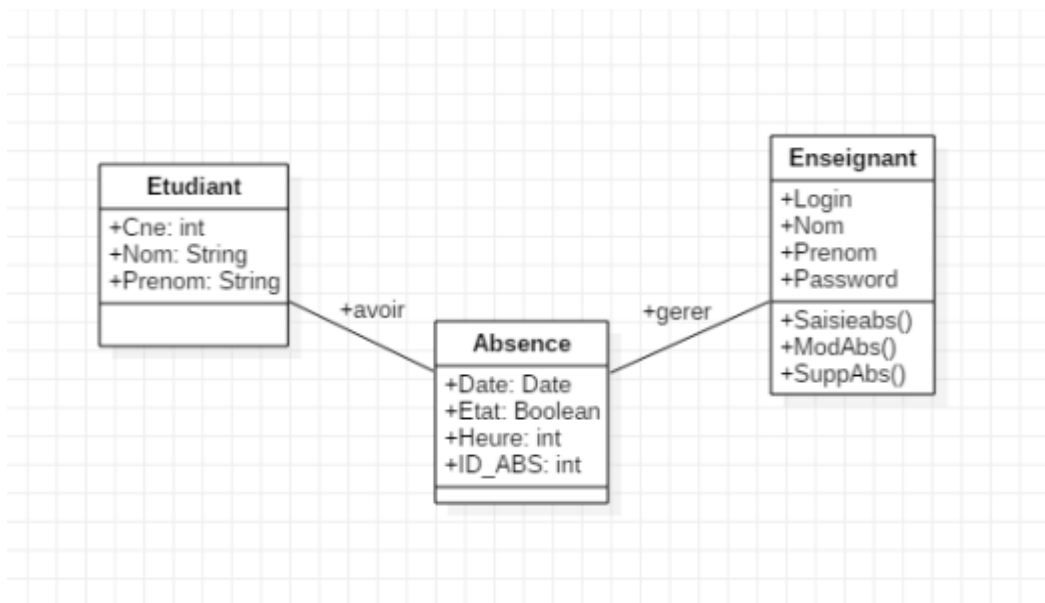 Etudiant
+Cne: int
+Nom: String
+Prenom: String
+avoir
Absence
+Date: Date
+Etat: Boolean
+Heure: int
+ID_ABS: int
+gerer
Enseignant
+Login
+Nom
+Prenom
+Password
+Saisieabs()
+ModAbs()
+SuppAbs()